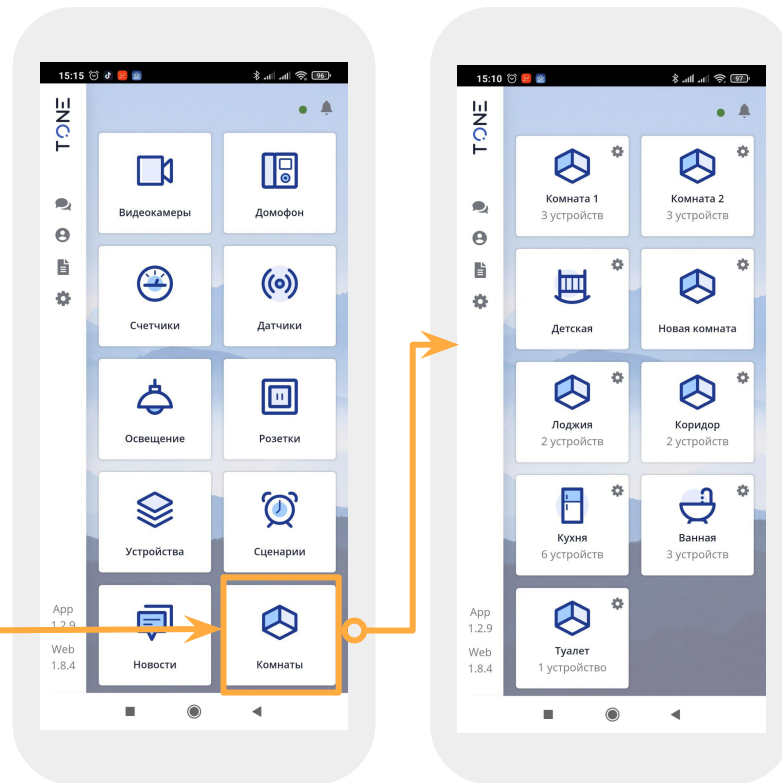 15:15
96
TONE
Видеокамеры
Домофон
Счетчики
Датчики
Освещение
Розетки
Устройства
Сценарии
Новости
Комнаты
App
1.2.9
Web
1.8.4
15:10
97
TONE
Комната 1
3 устройств
Комната 2
3 устройств
Детская
Новая комната
Лоджия
2 устройств
Коридор
2 устройств
Кухня
6 устройств
Ванная
3 устройств
Туалет
1 устройство
App
1.2.9
Web
1.8.4